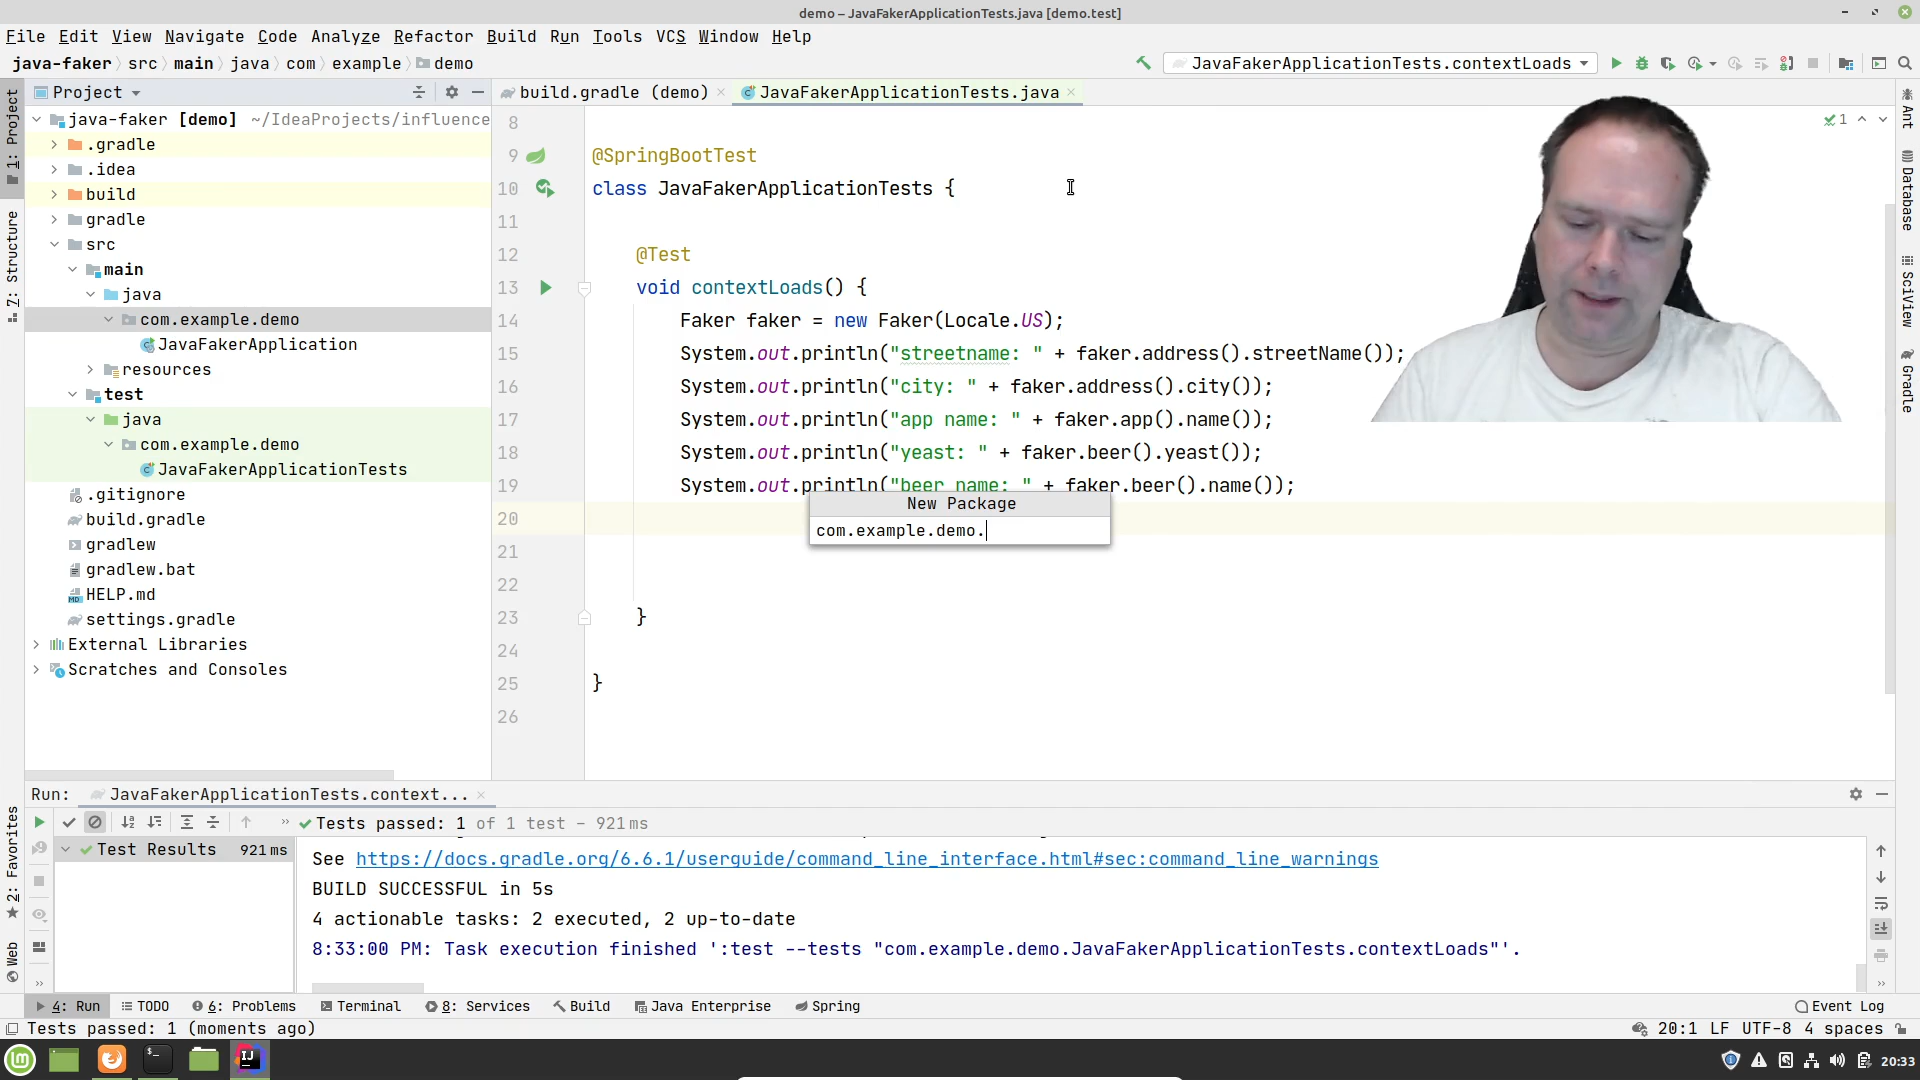 demo – JavaFakerApplicationTests.java [demo.test]
File Edit View Navigate Code Analyze Refactor Build Run Tools VCS Window Help
java-faker src main java com example demo
JavaFakerApplicationTests.contextLoads
Project
build.gradle (demo)
JavaFakerApplicationTests.java
1: Project
7: Structure
2: Favorites
Web
java-faker [demo] ~/IdeaProjects/influence
.gradle
.idea
build
gradle
src
main
java
com.example.demo
JavaFakerApplication
resources
test
java
com.example.demo
JavaFakerApplicationTests
.gitignore
build.gradle
gradlew
gradlew.bat
HELP.md
settings.gradle
External Libraries
Scratches and Consoles
8
9 @SpringBootTest
10 class JavaFakerApplicationTests {
11
12 @Test
13 void contextLoads() {
14 Faker faker = new Faker(Locale.US);
15 System.out.println("streetname: " + faker.address().streetName());
16 System.out.println("city: " + faker.address().city());
17 System.out.println("app name: " + faker.app().name());
18 System.out.println("yeast: " + faker.beer().yeast());
19 System.out.println("beer name: " + faker.beer().name());
20
21
22
23 }
24
25 }
26
1
New Package
com.example.demo.
Ant
Database
SciView
Gradle
Run: JavaFakerApplicationTests.context...
Tests passed: 1 of 1 test – 921 ms
Test Results 921 ms
See https://docs.gradle.org/6.6.1/userguide/command_line_interface.html#sec:command_line_warnings
BUILD SUCCESSFUL in 5s
4 actionable tasks: 2 executed, 2 up-to-date
8:33:00 PM: Task execution finished ':test --tests "com.example.demo.JavaFakerApplicationTests.contextLoads"'.
4: Run TODO 6: Problems Terminal 8: Services Build Java Enterprise Spring Event Log
Tests passed: 1 (moments ago)
20:1 LF UTF-8 4 spaces
20:33